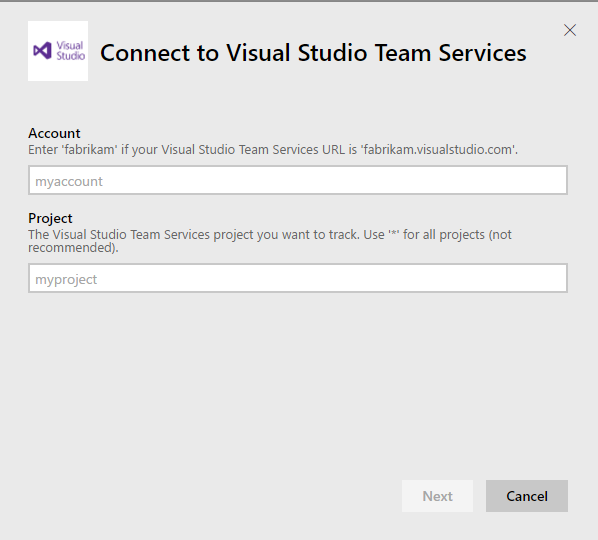 Visual
Studio
Connect to Visual Studio Team Services
Account
Enter 'fabrikam' if your Visual Studio Team Services URL is 'fabrikam.visualstudio.com'.
myaccount
Project
The Visual Studio Team Services project you want to track. Use '*' for all projects (not
recommended).
myproject
Next
Cancel